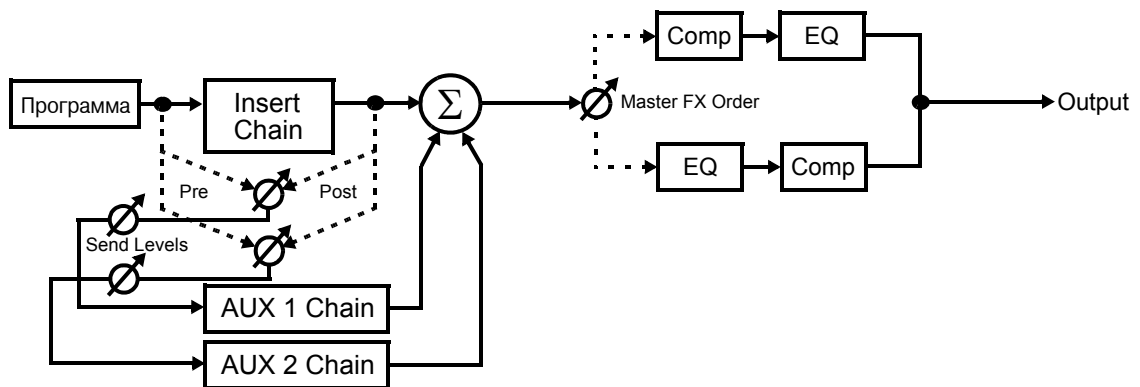 Программа
Insert
Chain
Σ
Comp
EQ
Master FX Order
Output
EQ
Comp
Pre
Post
Send Levels
AUX 1 Chain
AUX 2 Chain